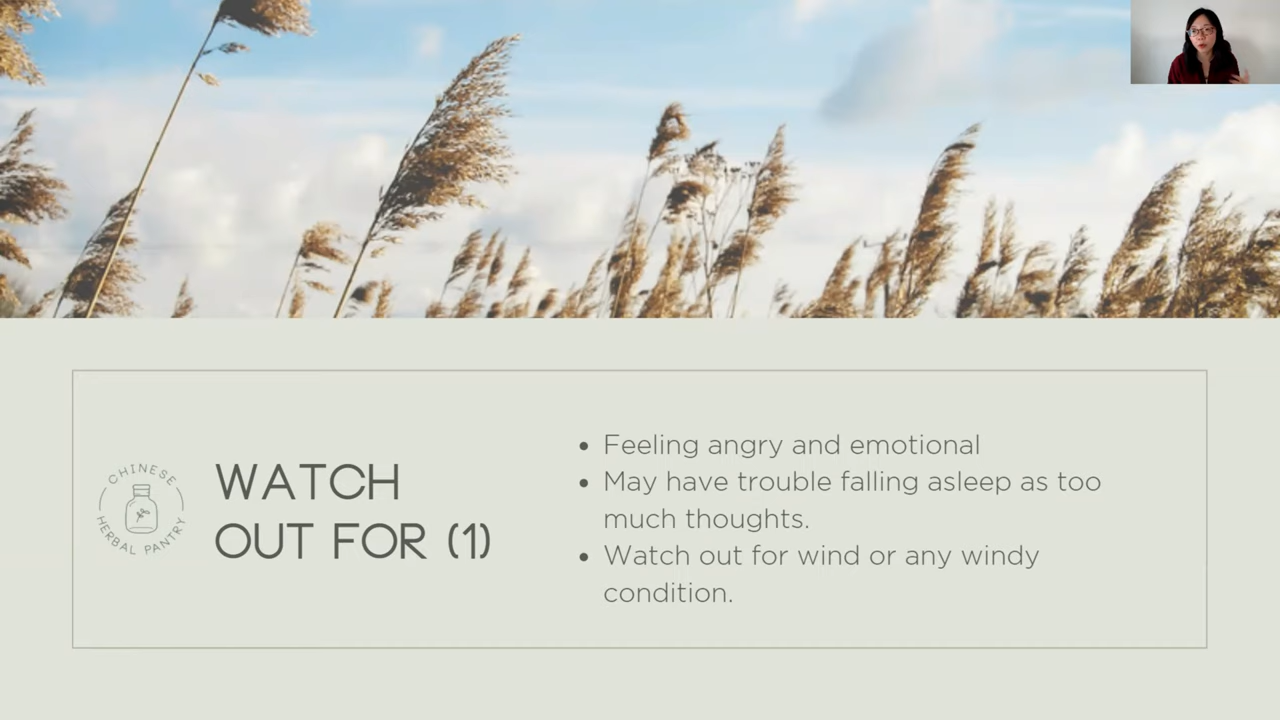 CHINESE
HERBAL PANTRY
WATCH
OUT FOR (1)
• Feeling angry and emotional
• May have trouble falling asleep as too
much thoughts.
• Watch out for wind or any windy
condition.